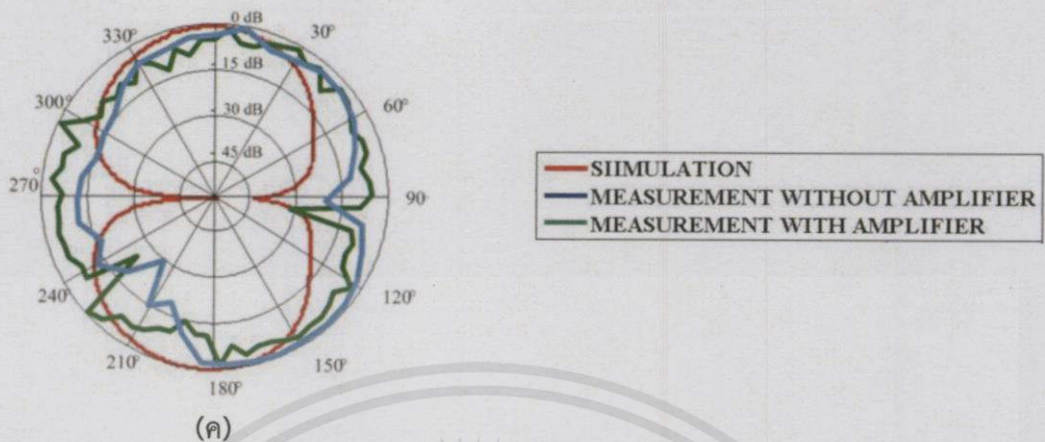 0 dB
330°
30°
15 dB
300°
60°
30 dB
45 dB
270°
90
SIIMULATION
MEASUREMENT WITHOUT AMPLIFIER
MEASUREMENT WITH AMPLIFIER
240°
120°
210°
150°
180°
(ค)